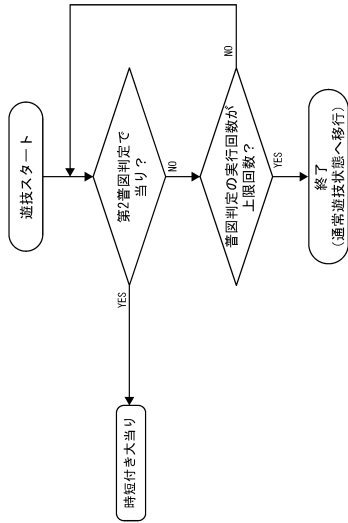 遊技スタート
第2普図判定で
当り？
YES
NO
時短付き大当り
普図判定の実行回数が
上限回数？
NO
YES
終了
(通常遊技状態へ移行)